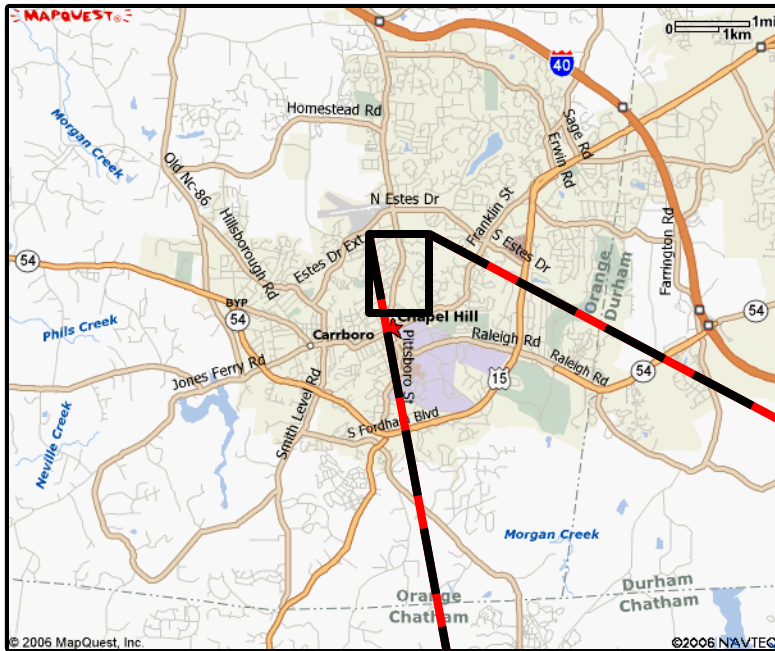 MAPQUEST
1mi
0
1km
40
Homestead Rd
Sage Rd
Erwin Rd
Morgan Creek
Old Nc-86
N Estes Dr
Franklin St
Hillsborough Rd
S Estes Dr
Farrington Rd
Estes Dr Ext
54
Orange
Durham
BYP
54
54
Phils Creek
Chapel Hill
Carrboro
Pittsboro St
Raleigh Rd
Jones Ferry Rd
Raleigh Rd
54
15
Smith Level Rd
S Fordham Blvd
Neville Creek
Morgan Creek
Orange
Chatham
Durham
Chatham
© 2006 MapQuest, Inc.
©2006 NAVTEQ